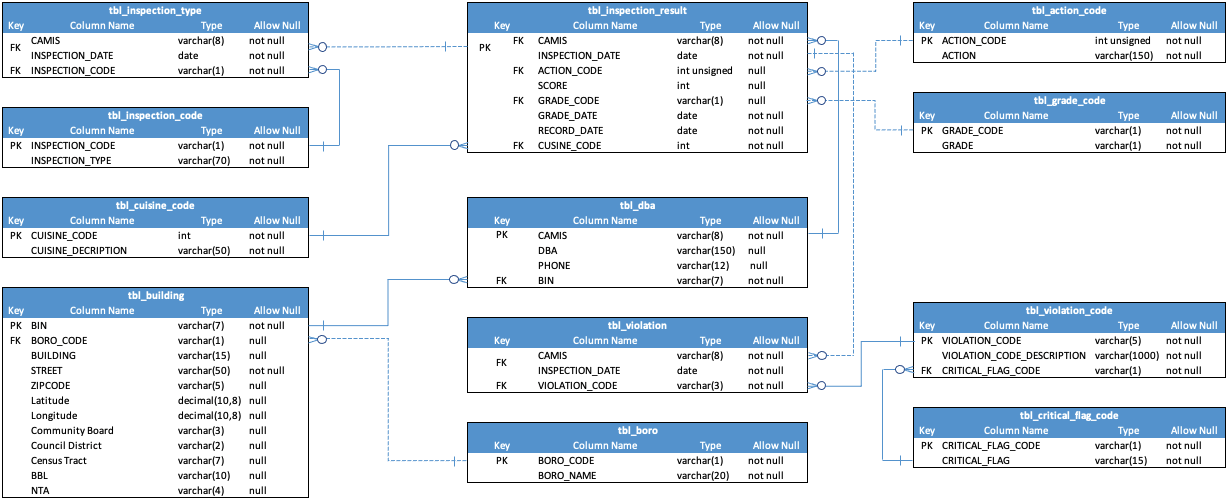 tbl_inspection_type
Key Column Name Type Allow Null
FK CAMIS varchar(8) not null
INSPECTION_DATE date not null
FK INSPECTION_CODE varchar(1) not null
tbl_inspection_code
Key Column Name Type Allow Null
PK INSPECTION_CODE varchar(1) not null
INSPECTION_TYPE varchar(70) not null
tbl_cuisine_code
Key Column Name Type Allow Null
PK CUISINE_CODE int not null
CUISINE_DECRIPTION varchar(50) not null
tbl_building
Key Column Name Type Allow Null
PK BIN varchar(7) not null
FK BORO_CODE varchar(1) null
BUILDING varchar(15) null
STREET varchar(50) not null
ZIPCODE varchar(5) null
Latitude decimal(10,8) null
Longitude decimal(10,8) null
Community Board varchar(3) null
Council District varchar(2) null
Census Tract varchar(7) null
BBL varchar(10) null
NTA varchar(4) null
tbl_inspection_result
Key Column Name Type Allow Null
PK FK CAMIS varchar(8) not null
INSPECTION_DATE date not null
FK ACTION_CODE int unsigned null
SCORE int null
FK GRADE_CODE varchar(1) null
GRADE_DATE date not null
RECORD_DATE date not null
FK CUSINE_CODE int not null
tbl_dba
Key Column Name Type Allow Null
PK CAMIS varchar(8) not null
DBA varchar(150) null
PHONE varchar(12) null
FK BIN varchar(7) not null
tbl_violation
Key Column Name Type Allow Null
FK CAMIS varchar(8) not null
INSPECTION_DATE date not null
FK VIOLATION_CODE varchar(3) not null
tbl_boro
Key Column Name Type Allow Null
PK BORO_CODE varchar(1) not null
BORO_NAME varchar(20) not null
tbl_action_code
Key Column Name Type Allow Null
PK ACTION_CODE int unsigned not null
ACTION varchar(150) not null
tbl_grade_code
Key Column Name Type Allow Null
PK GRADE_CODE varchar(1) not null
GRADE varchar(1) not null
tbl_violation_code
Key Column Name Type Allow Null
PK VIOLATION_CODE varchar(5) not null
VIOLATION_CODE_DESCRIPTION varchar(1000) not null
FK CRITICAL_FLAG_CODE varchar(1) not null
tbl_critical_flag_code
Key Column Name Type Allow Null
PK CRITICAL_FLAG_CODE varchar(1) not null
CRITICAL_FLAG varchar(15) not null